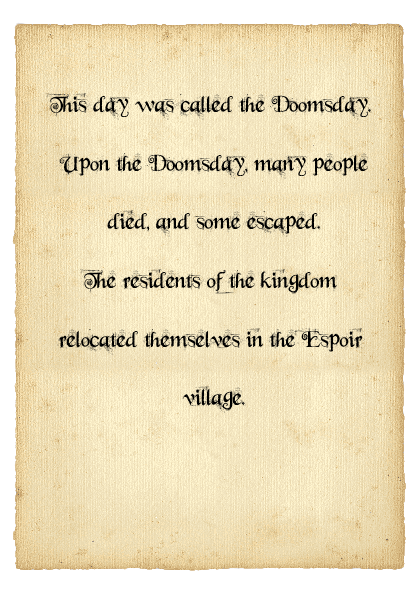 This day was called the Doomsday.
Upon the Doomsday, many people
died, and some escaped.
The residents of the kingdom
relocated themselves in the Espoir
village.